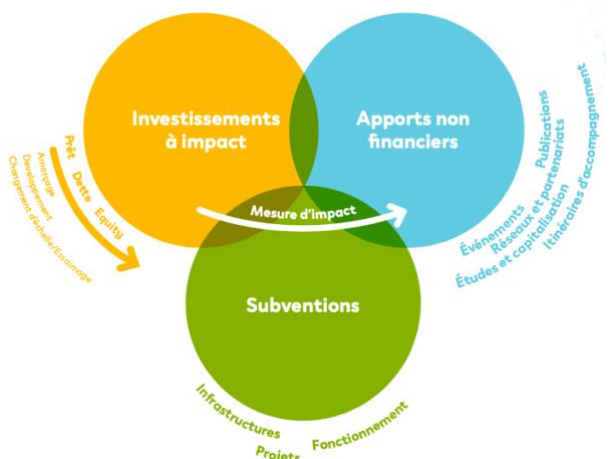 Investissements
à impact
Apports non
financiers
Mesure d'impact
Subventions
Prêt Dette Equity
Amorçage
Développement
Changement d'échelle/Essaimage
Publications
Événements
Réseaux et partenariats
Études et capitalisation
Itinéraires d'accompagnement
Infrastructures
Projets
Fonctionnement